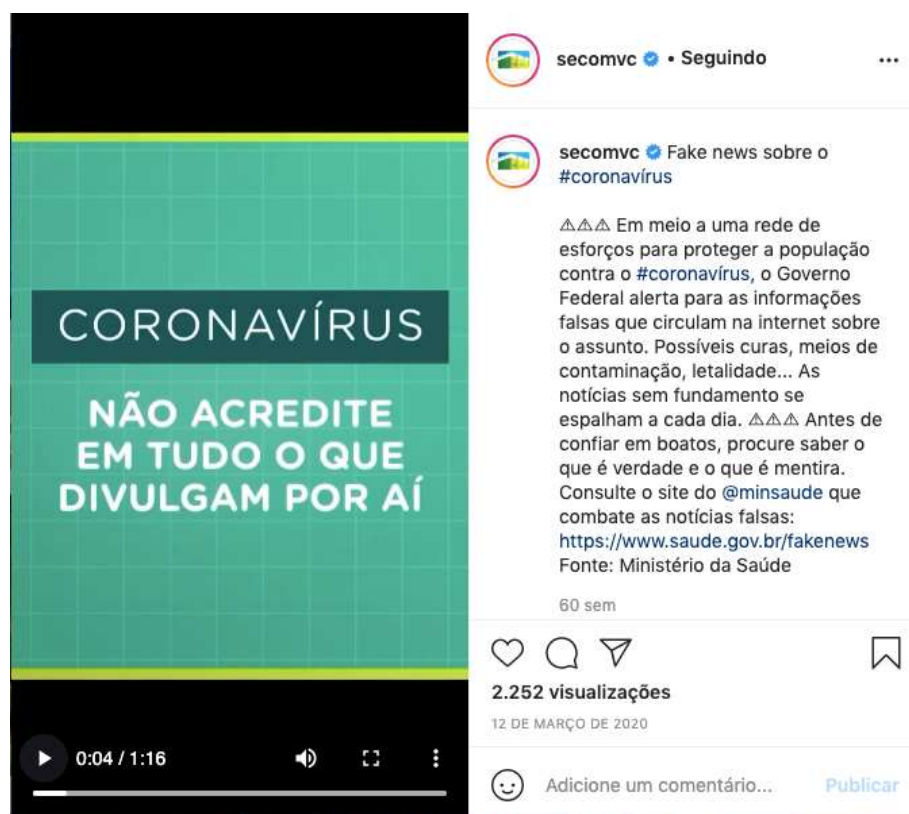 CORONAVÍRUS
NÃO ACREDITE
EM TUDO O QUE
DIVULGAM POR AÍ
0:04 / 1:16
secomvc • Seguindo
...
secomvc Fake news sobre o
#coronavírus
⚠⚠⚠ Em meio a uma rede de
esforços para proteger a população
contra o #coronavírus, o Governo
Federal alerta para as informações
falsas que circulam na internet sobre
o assunto. Possíveis curas, meios de
contaminação, letalidade... As
notícias sem fundamento se
espalham a cada dia. ⚠⚠⚠ Antes de
confiar em boatos, procure saber o
que é verdade e o que é mentira.
Consulte o site do @minsaude que
combate as notícias falsas:
https://www.saude.gov.br/fakenews
Fonte: Ministério da Saúde
60 sem
2.252 visualizações
12 DE MARÇO DE 2020
Adicione um comentário... Publicar